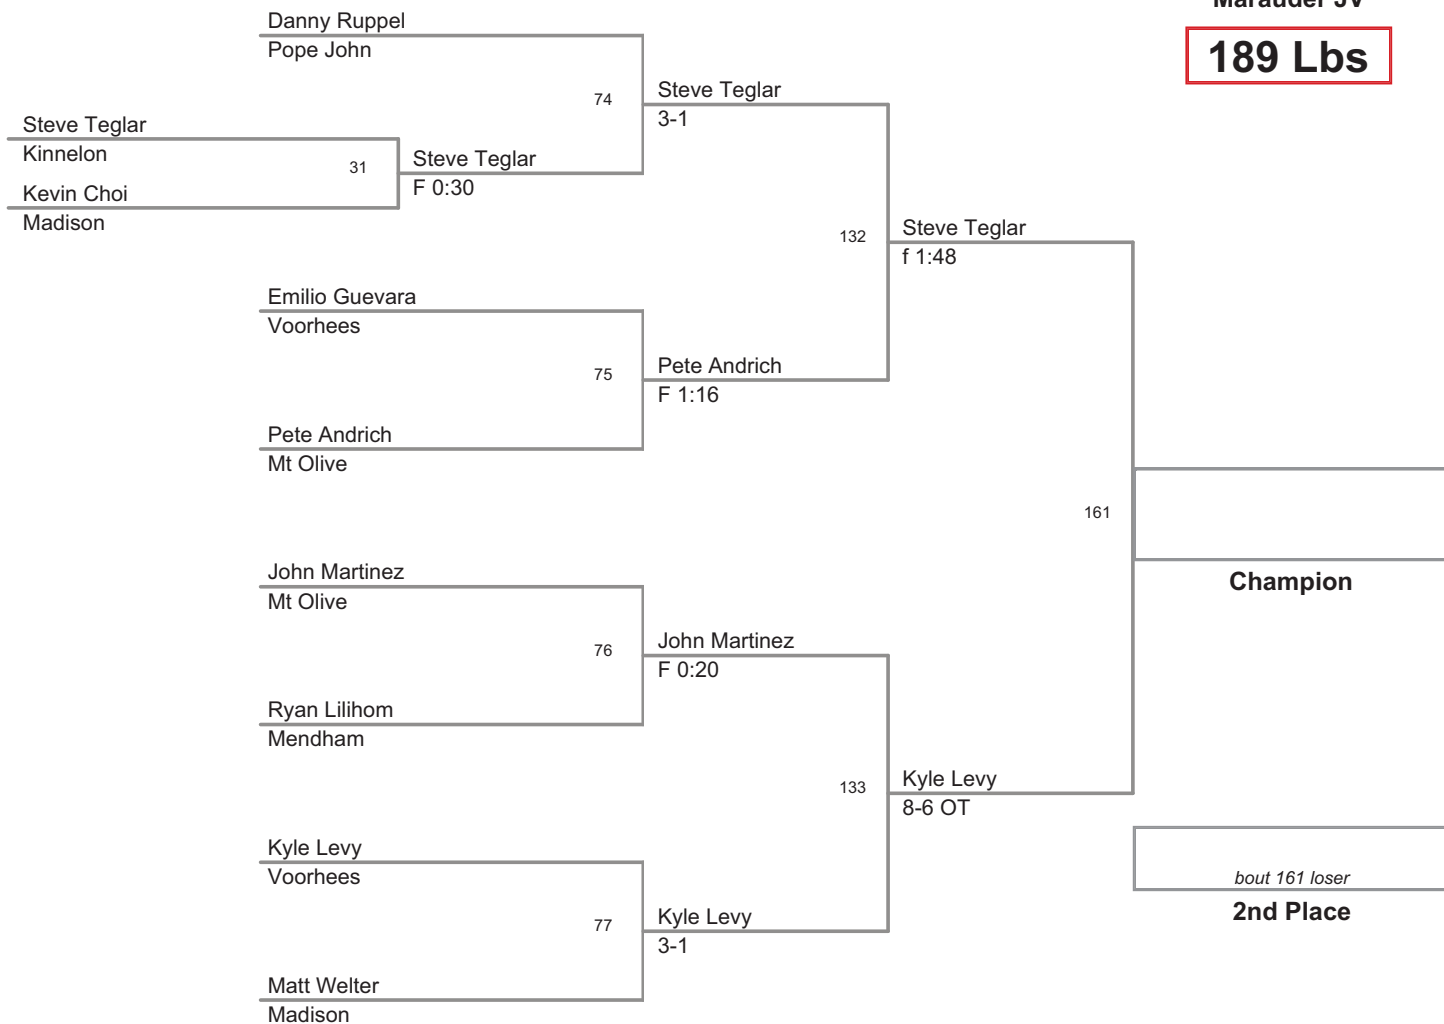 Marauder JV
189 Lbs
Danny Ruppel
Pope John
74
Steve Teglar
3-1
Steve Teglar
Kinnelon
31
Steve Teglar
F 0:30
Kevin Choi
Madison
132
Steve Teglar
f 1:48
Emilio Guevara
Voorhees
75
Pete Andrich
F 1:16
Pete Andrich
Mt Olive
161
Champion
John Martinez
Mt Olive
76
John Martinez
F 0:20
Ryan Lilihom
Mendham
133
Kyle Levy
8-6 OT
Kyle Levy
Voorhees
bout 161 loser
2nd Place
77
Kyle Levy
3-1
Matt Welter
Madison